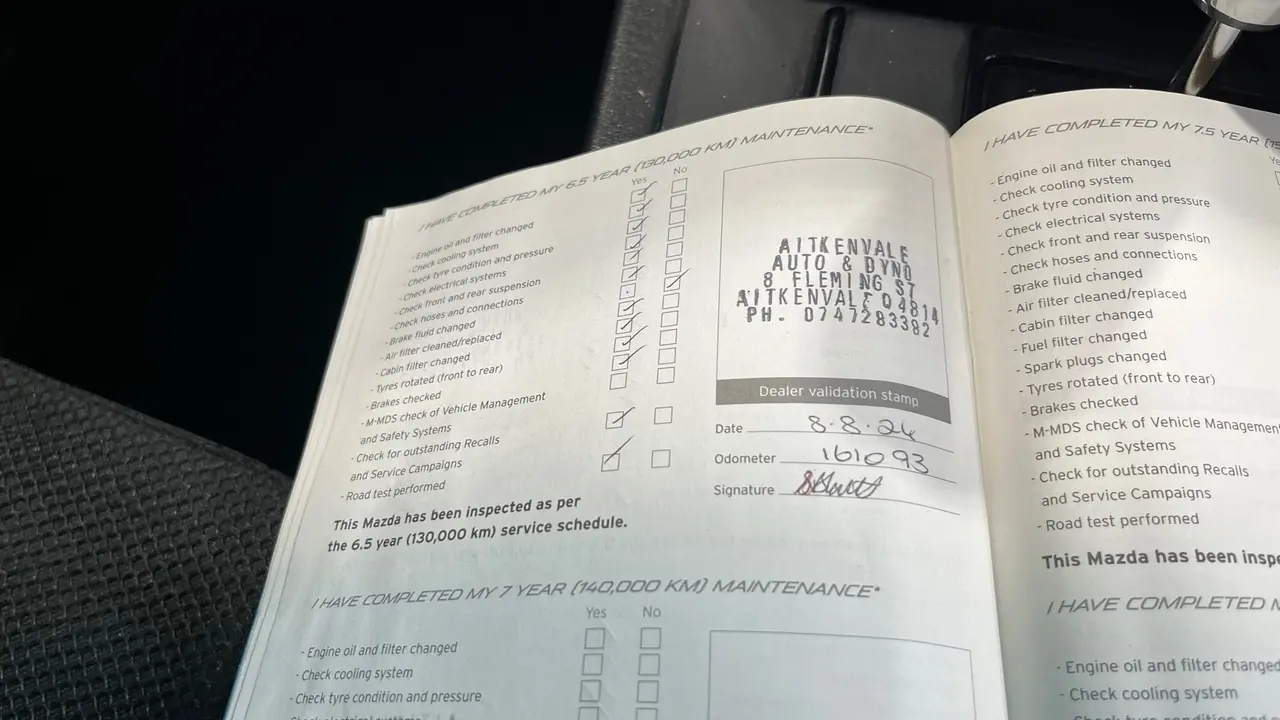 I HAVE COMPLETED MY 6.5 YEAR (130,000 KM) MAINTENANCE*
Yes No
- Engine oil and filter changed
- Check cooling system
- Check tyre condition and pressure
- Check electrical systems
- Check front and rear suspension
- Check hoses and connections
- Brake fluid changed
- Air filter cleaned/replaced
- Cabin filter changed
- Tyres rotated (front to rear)
- Brakes checked
- M-MDS check of Vehicle Management
and Safety Systems
- Check for outstanding Recalls
and Service Campaigns
- Road test performed
This Mazda has been inspected as per
the 6.5 year (130,000 km) service schedule.
AITKENVALE
AUTO & DYNO
8 FLEMING ST
AITKENVALE Q4814
PH. 0747283382
Dealer validation stamp
Date 8.8.24
Odometer 161093
Signature
I HAVE COMPLETED MY 7 YEAR (140,000 KM) MAINTENANCE*
Yes No
- Engine oil and filter changed
- Check cooling system
- Check tyre condition and pressure
I HAVE COMPLETED MY 7.5 YEAR (15
- Engine oil and filter changed
- Check cooling system
- Check tyre condition and pressure
- Check electrical systems
- Check front and rear suspension
- Check hoses and connections
- Brake fluid changed
- Air filter cleaned/replaced
- Cabin filter changed
- Fuel filter changed
- Spark plugs changed
- Tyres rotated (front to rear)
- Brakes checked
- M-MDS check of Vehicle Management
and Safety Systems
- Check for outstanding Recalls
and Service Campaigns
- Road test performed
This Mazda has been inspe
I HAVE COMPLETED M
- Engine oil and filter changed
- Check cooling system